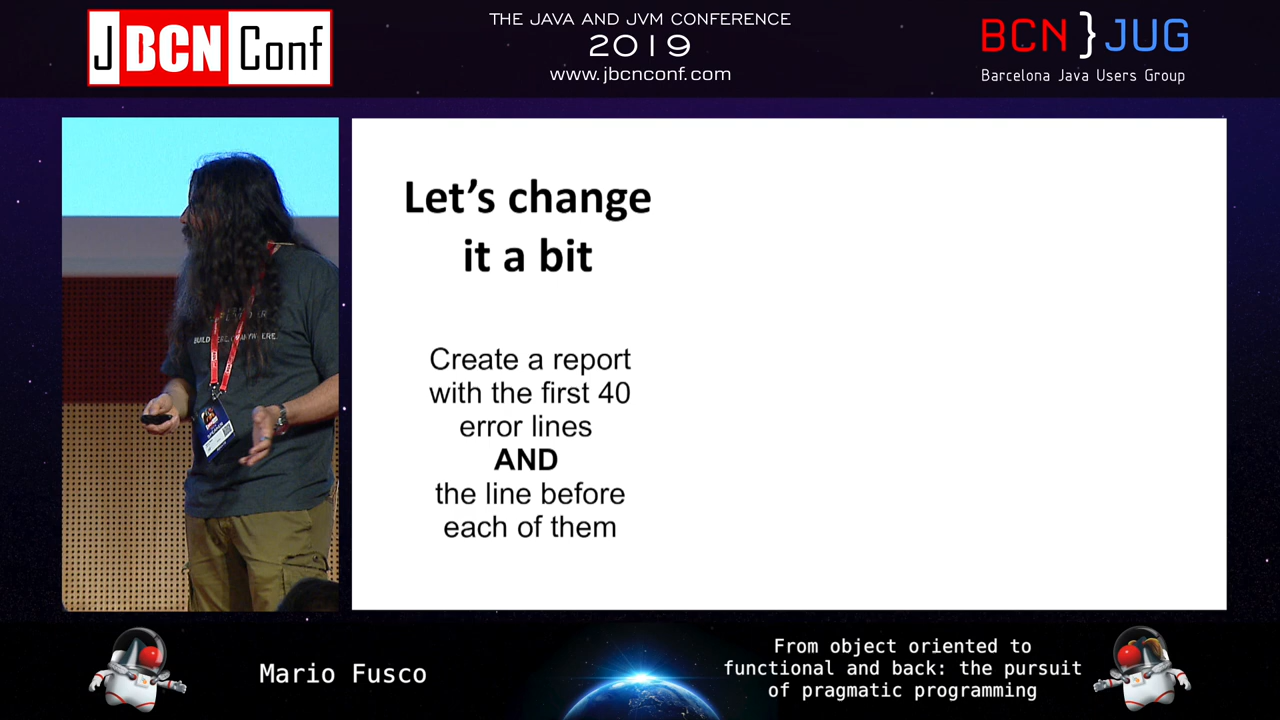 JBCNConf
THE JAVA AND JVM CONFERENCE
2019
www.jbcnconf.com
BCN}JUG
Barcelona Java Users Group
Let's change
it a bit
Create a report
with the first 40
error lines
AND
the line before
each of them
Mario Fusco
From object oriented to
functional and back: the pursuit
of pragmatic programming